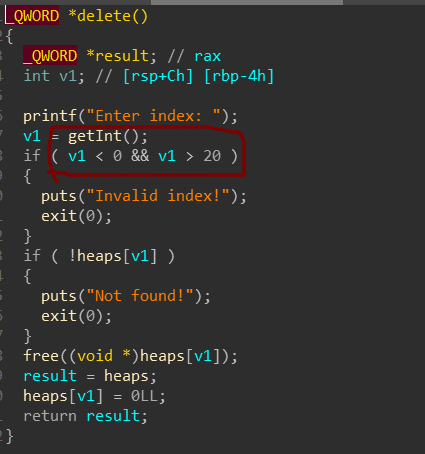 _QWORD *delete()
{
  _QWORD *result; // rax
  int v1; // [rsp+Ch] [rbp-4h]
  printf("Enter index: ");
  v1 = getInt();
  if ( v1 < 0 && v1 > 20 )
  {
    puts("Invalid index!");
    exit(0);
  }
  if ( !heaps[v1] )
  {
    puts("Not found!");
    exit(0);
  }
  free((void *)heaps[v1]);
  result = heaps;
  heaps[v1] = 0LL;
  return result;
}